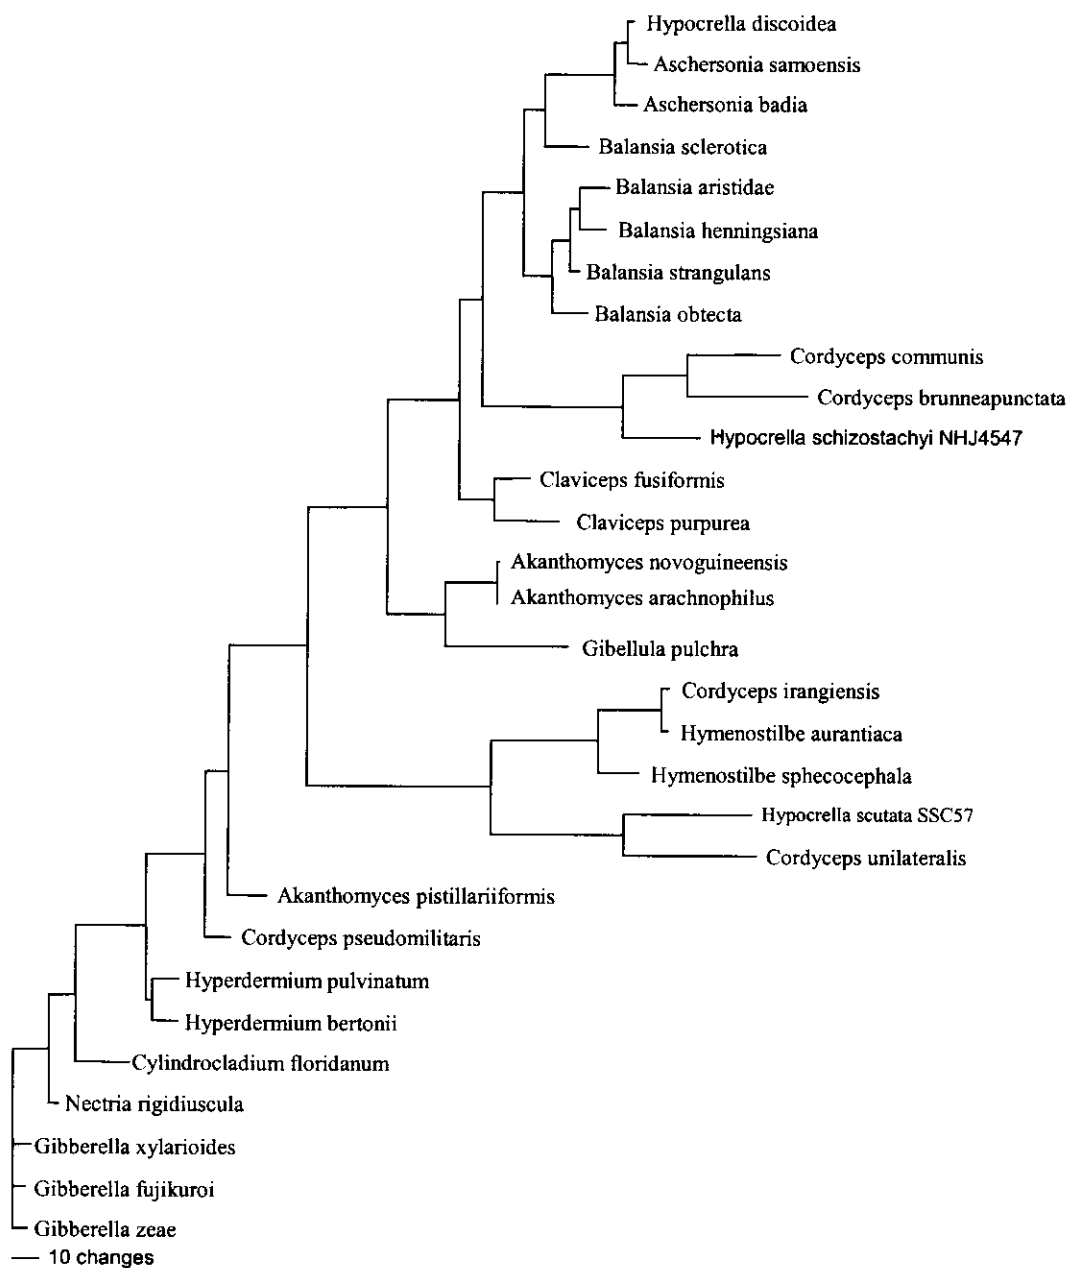 Hypocrella discoidea
Aschersonia samoensis
Aschersonia badia
Balansia sclerotica
Balansia aristidae
Balansia henningsiana
Balansia strangulans
Balansia obtecta
Cordyceps communis
Cordyceps brunneapunctata
Hypocrella schizostachyi NHJ4547
Claviceps fusiformis
Claviceps purpurea
Akanthomyces novoguineensis
Akanthomyces arachnophilus
Gibellula pulchra
Cordyceps irangiensis
Hymenostilbe aurantiaca
Hymenostilbe sphecocephala
Hypocrella scutata SSC57
Cordyceps unilateralis
Akanthomyces pistillariiformis
Cordyceps pseudomilitaris
Hyperdermium pulvinatum
Hyperdermium bertonii
Cylindrocladium floridanum
Nectria rigidiuscula
Gibberella xylarioides
Gibberella fujikuroi
Gibberella zeae
10 changes